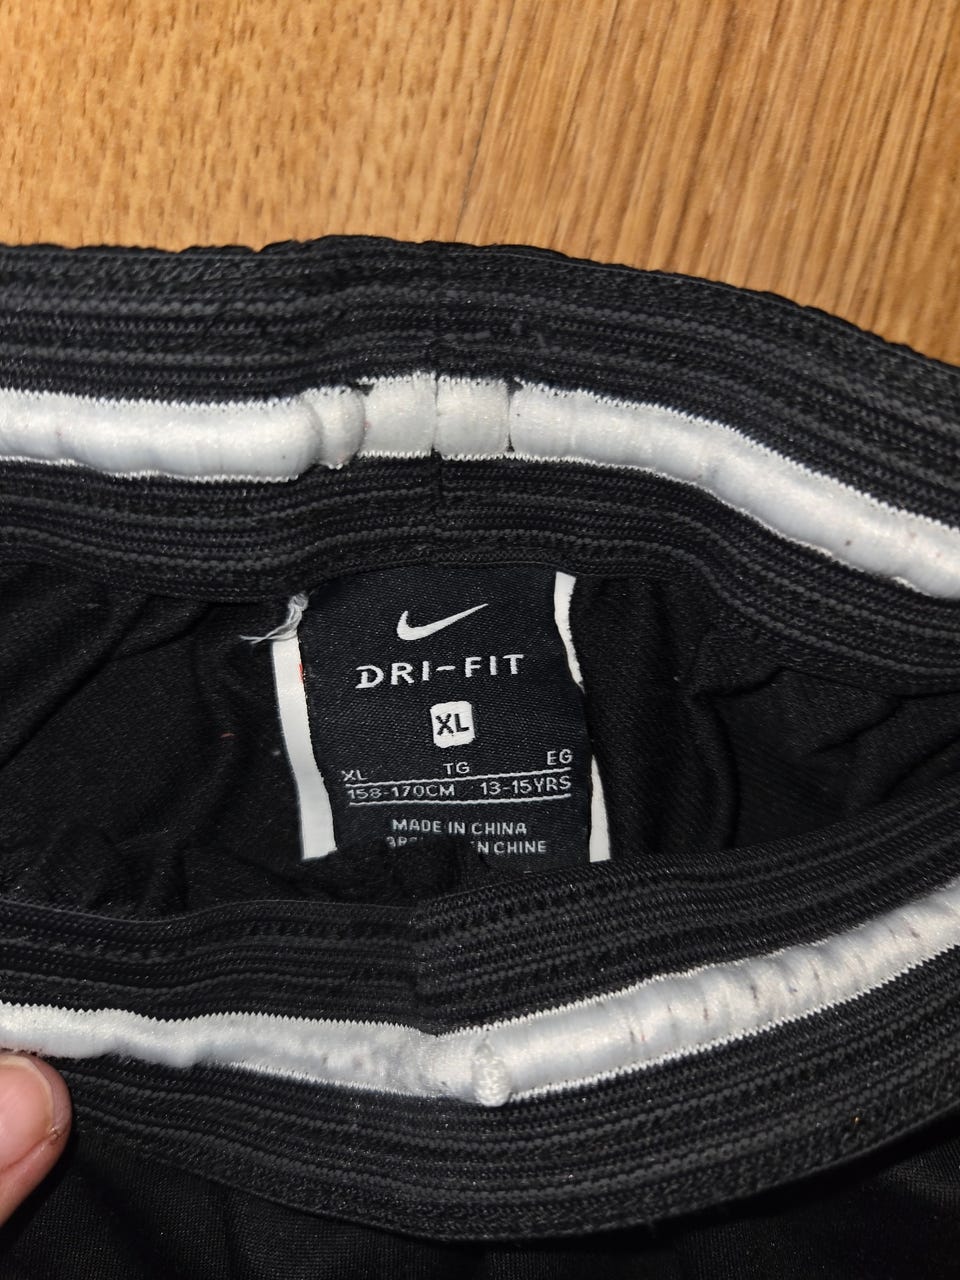 DRI-FIT
XL
XL TG EG
158-170CM 13-15YRS
MADE IN CHINA
CHINE